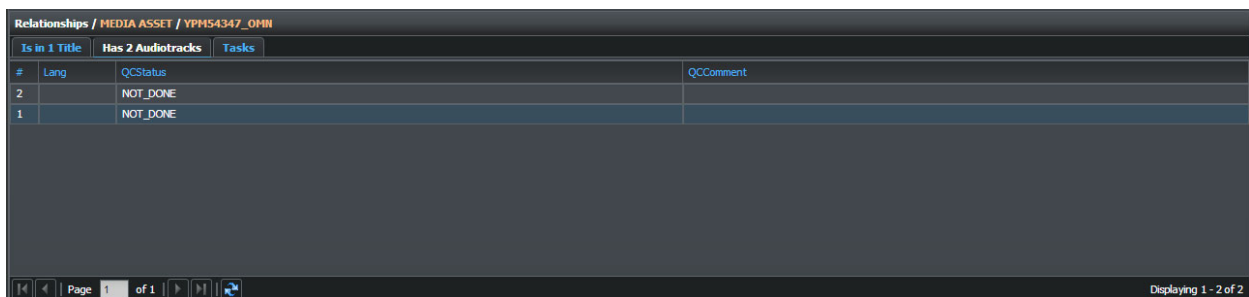 Relationships / MEDIA ASSET / YPM54347_OMN
Is in 1 Title Has 2 Audiotracks Tasks
# Lang QCStatus QCComment
2 NOT_DONE
1 NOT_DONE
Page 1 of 1 Displaying 1 - 2 of 2